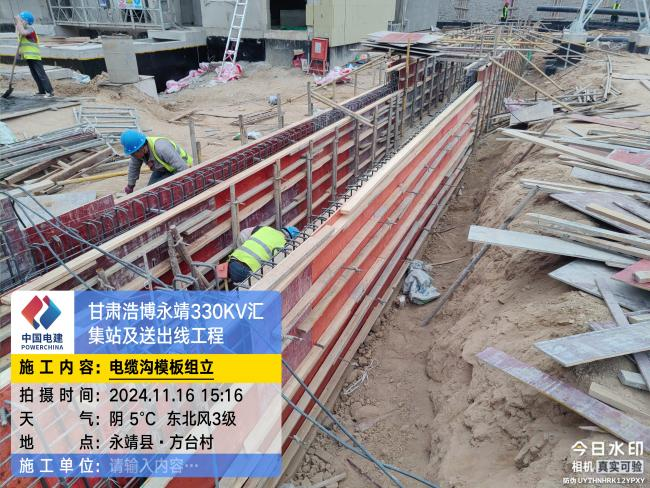 中国电建
POWERCHINA
甘肃浩博永靖330KV汇
集站及送出线工程
施工内容：电缆沟模板组立
拍摄时间：2024.11.16 15:16
天气：阴 5℃ 东北风3级
地点：永靖县·方台村
施工单位：请输入内容…
今日水印
相机 真实可验
防伪 UYTHNHRK12YPXY